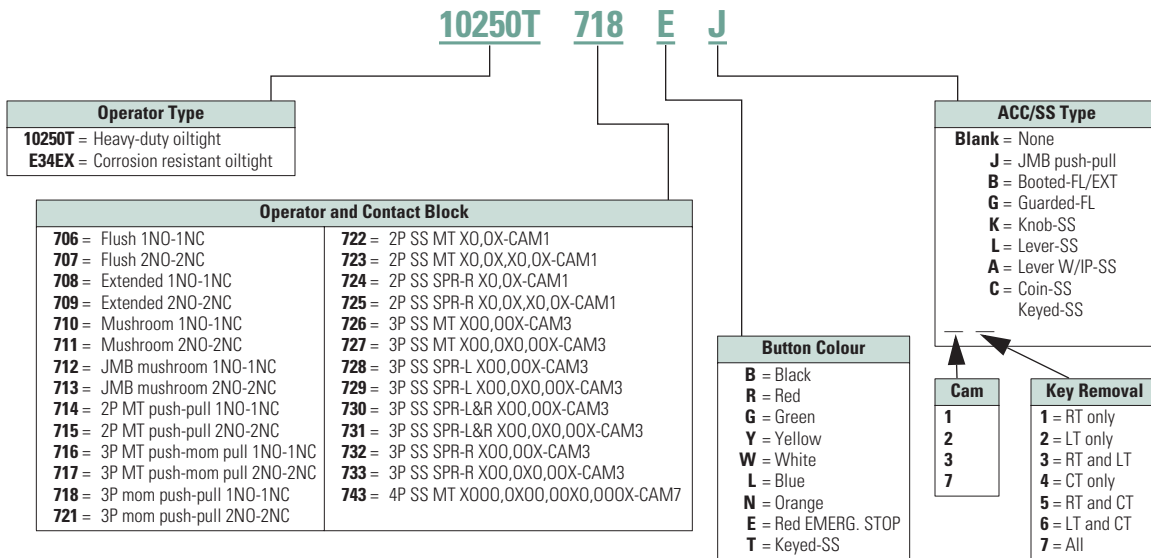 10250T 718 E J
Operator Type
10250T = Heavy-duty oiltight
E34EX = Corrosion resistant oiltight
Operator and Contact Block
706 = Flush 1NO-1NC
707 = Flush 2NO-2NC
708 = Extended 1NO-1NC
709 = Extended 2NO-2NC
710 = Mushroom 1NO-1NC
711 = Mushroom 2NO-2NC
712 = JMB mushroom 1NO-1NC
713 = JMB mushroom 2NO-2NC
714 = 2P MT push-pull 1NO-1NC
715 = 2P MT push-pull 2NO-2NC
716 = 3P MT push-mom pull 1NO-1NC
717 = 3P MT push-mom pull 2NO-2NC
718 = 3P mom push-pull 1NO-1NC
721 = 3P mom push-pull 2NO-2NC
722 = 2P SS MT XO,OX-CAM1
723 = 2P SS MT XO,OX,XO,OX-CAM1
724 = 2P SS SPR-R XO,OX-CAM1
725 = 2P SS SPR-R XO,OX,XO,OX-CAM1
726 = 3P SS MT XOO,OOX-CAM3
727 = 3P SS MT XOO,OXO,OOX-CAM3
728 = 3P SS SPR-L XOO,OOX-CAM3
729 = 3P SS SPR-L XOO,OXO,OOX-CAM3
730 = 3P SS SPR-L&R XOO,OOX-CAM3
731 = 3P SS SPR-L&R XOO,OXO,OOX-CAM3
732 = 3P SS SPR-R XOO,OOX-CAM3
733 = 3P SS SPR-R XOO,OXO,OOX-CAM3
743 = 4P SS MT XOOO,OXOO,OOXO,OOOX-CAM7
Button Colour
B = Black
R = Red
G = Green
Y = Yellow
W = White
L = Blue
N = Orange
E = Red EMERG. STOP
T = Keyed-SS
ACC/SS Type
Blank = None
J = JMB push-pull
B = Booted-FL/EXT
G = Guarded-FL
K = Knob-SS
L = Lever-SS
A = Lever W/IP-SS
C = Coin-SS
Keyed-SS
Cam
1
2
3
7
Key Removal
1 = RT only
2 = LT only
3 = RT and LT
4 = CT only
5 = RT and CT
6 = LT and CT
7 = All